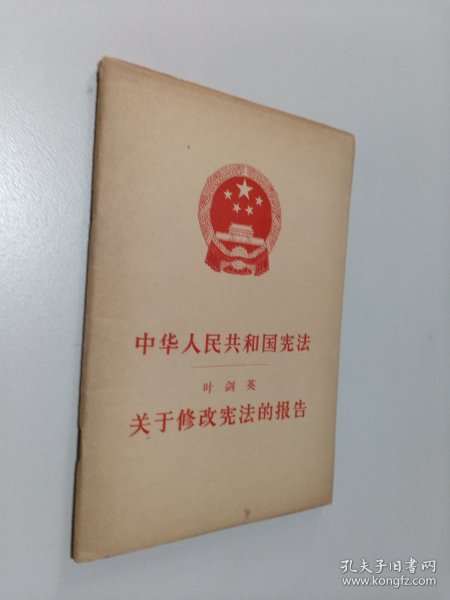 中华人民共和国宪法
叶剑英
关于修改宪法的报告
9
孔夫子旧书网
www.kongfz.com